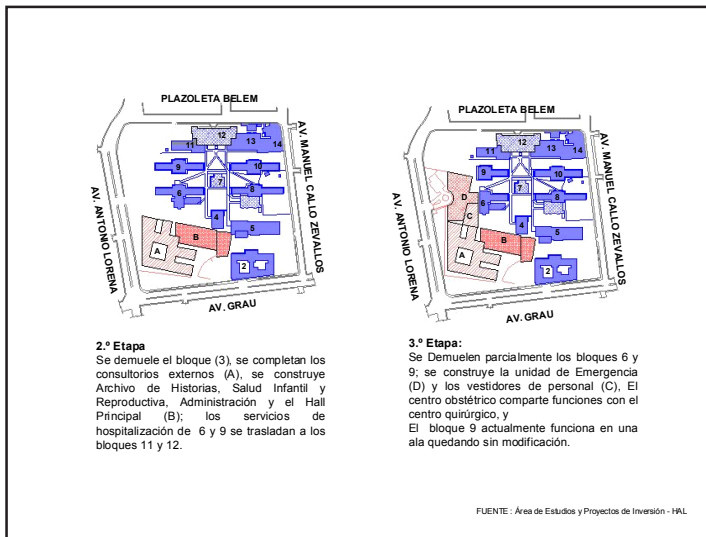 PLAZOLETA BELEM
AV. MANUEL CALLO ZEVALLOS
AV. ANTONIO LORENA
AV. GRAU
12
11
13
14
9
10
7
6
8
4
5
B
A
2
2.º Etapa
Se demuele el bloque (3), se completan los
consultorios externos (A), se construye
Archivo de Historias, Salud Infantil y
Reproductiva, Administración y el Hall
Principal (B); los servicios de
hospitalización de 6 y 9 se trasladan a los
bloques 11 y 12.
PLAZOLETA BELEM
AV. MANUEL CALLO ZEVALLOS
AV. ANTONIO LORENA
AV. GRAU
12
11
13
14
9
10
7
D
6
8
C
4
5
B
A
2
3.º Etapa:
Se Demuelen parcialmente los bloques 6 y
9; se construye la unidad de Emergencia
(D) y los vestidores de personal (C), El
centro obstétrico comparte funciones con el
centro quirúrgico, y
El bloque 9 actualmente funciona en una
ala quedando sin modificación.
FUENTE : Área de Estudios y Proyectos de Inversión - HAL